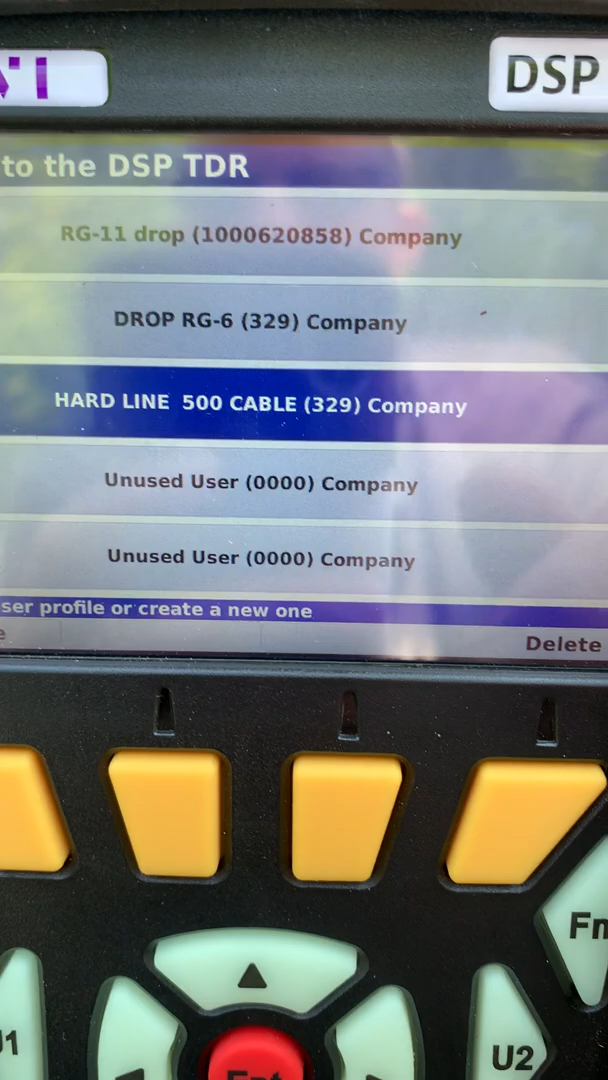 DSP
to the DSP TDR
RG-11 drop (1000620858) Company
DROP RG-6 (329) Company
HARD LINE 500 CABLE (329) Company
Unused User (0000) Company
Unused User (0000) Company
ser profile or create a new one
e
Delete
Fn
U1
U2
Ent